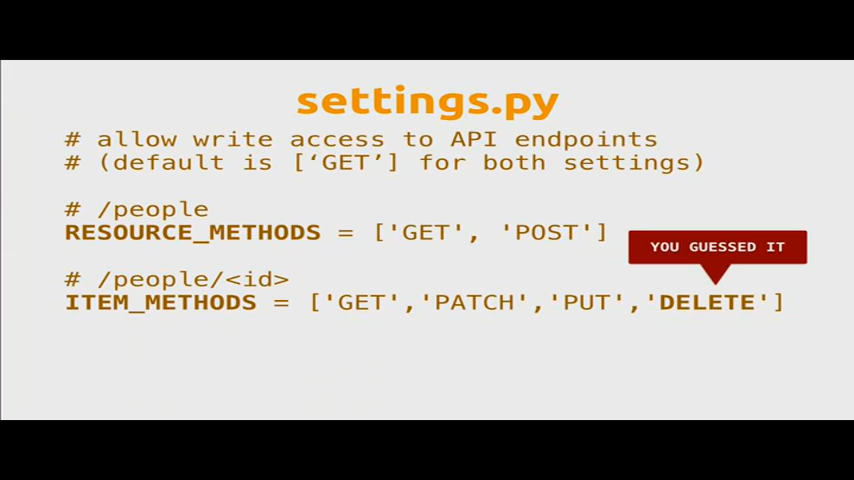 settings.py
# allow write access to API endpoints
# (default is [‘GET’] for both settings)
# /people
RESOURCE_METHODS = ['GET', 'POST']
YOU GUESSED IT
# /people/<id>
ITEM_METHODS = ['GET','PATCH','PUT','DELETE']